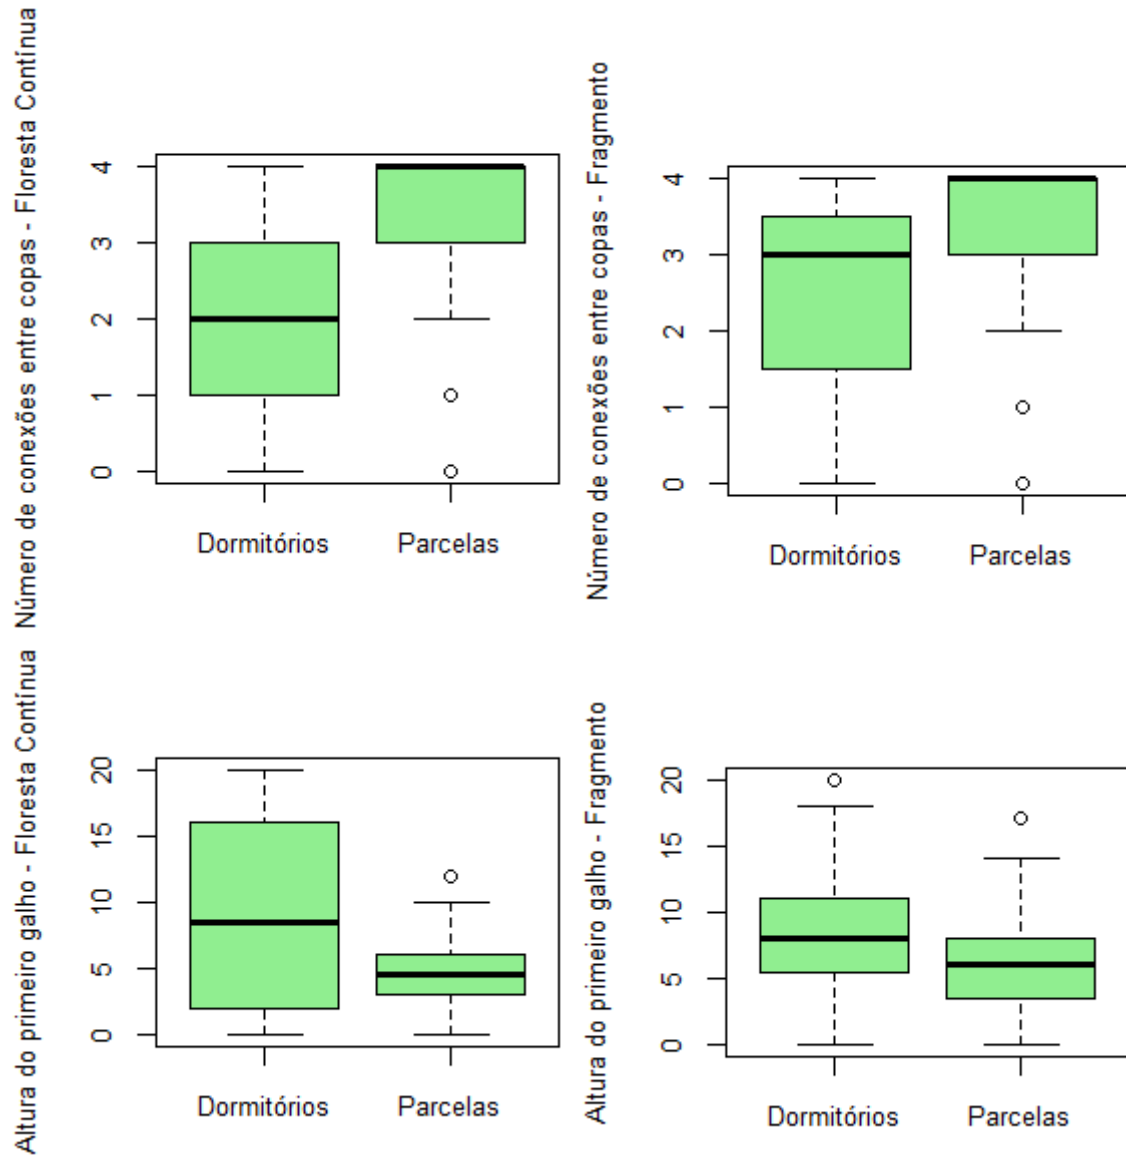 Número de conexões entre copas - Floresta Contínua
4
3
2
1
0
Dormitórios Parcelas
Número de conexões entre copas - Fragmento
4
3
2
1
0
Dormitórios Parcelas
Altura do primeiro galho - Floresta Contínua
20
15
10
5
0
Dormitórios Parcelas
Altura do primeiro galho - Fragmento
20
15
10
5
0
Dormitórios Parcelas